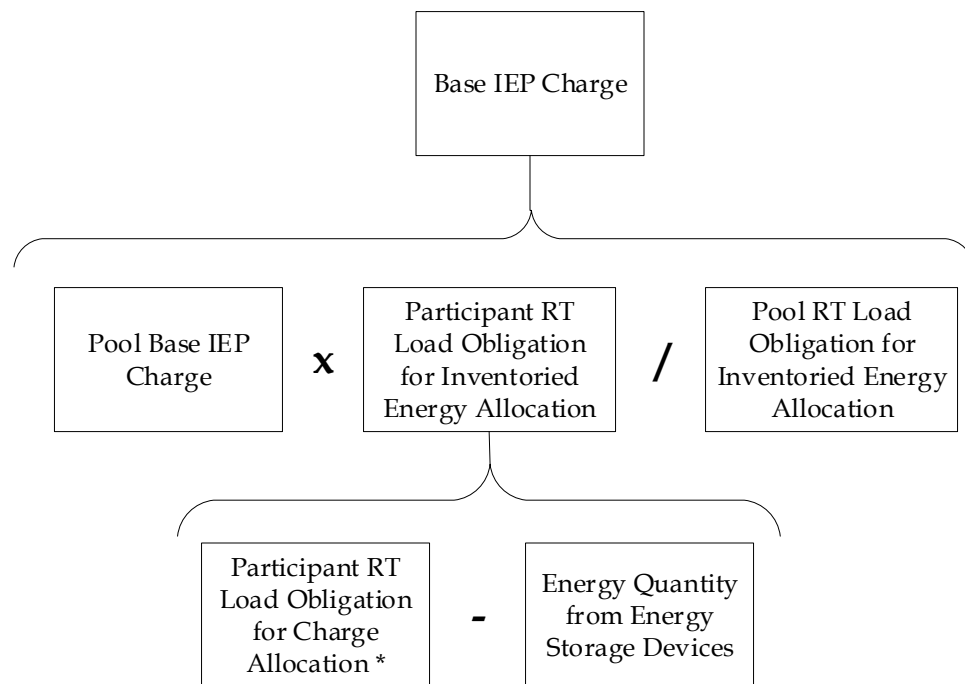 Base IEP Charge
Pool Base IEP
Charge
x
Participant RT
Load Obligation
for Inventoried
Energy Allocation
/
Pool RT Load
Obligation for
Inventoried Energy
Allocation
Participant RT
Load Obligation
for Charge
Allocation *
-
Energy Quantity
from Energy
Storage Devices